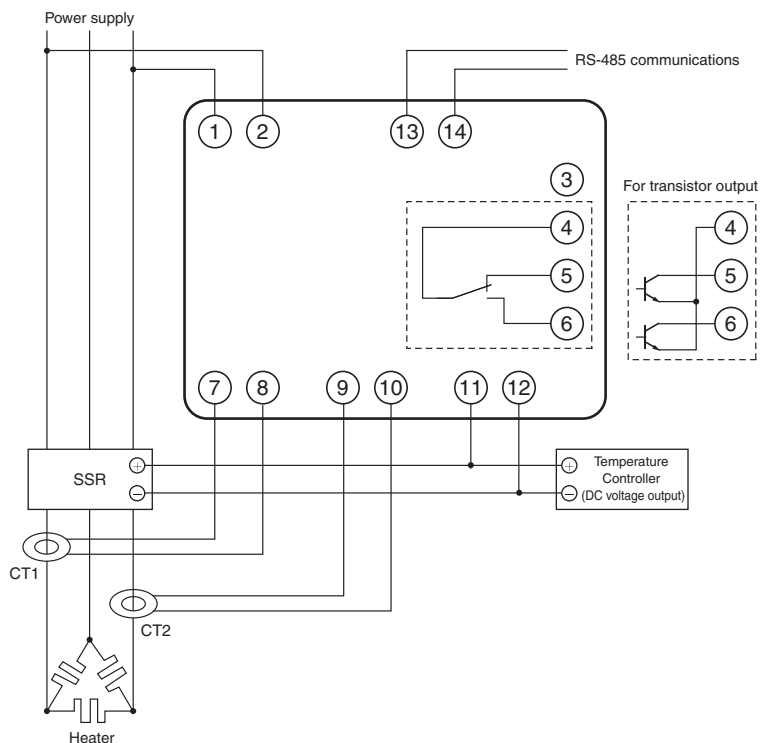 Power supply
RS-485 communications
1 2 13 14
3
For transistor output
4 4
5 5
6 6
7 8 9 10 11 12
SSR
+
−
+
−
Temperature
Controller
(DC voltage output)
CT1
CT2
Heater